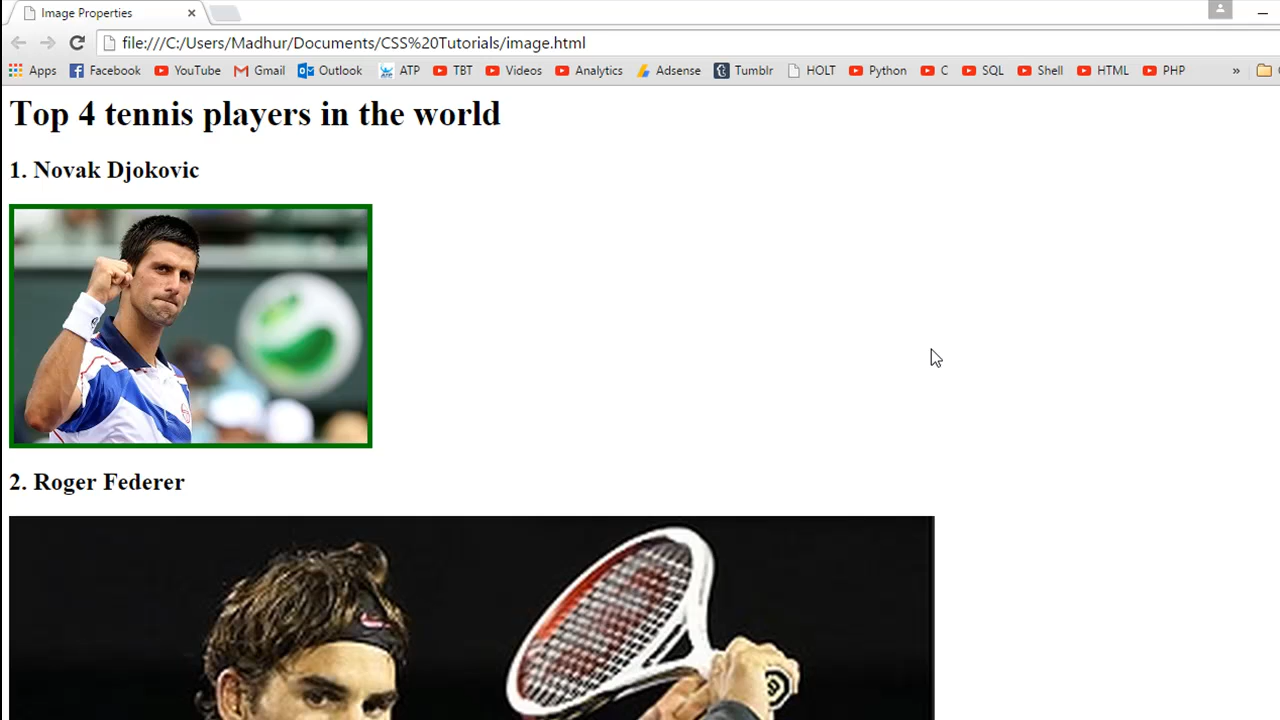 Image Properties
file:///C:/Users/Madhur/Documents/CSS%20Tutorials/image.html
Apps Facebook YouTube Gmail Outlook ATP TBT Videos Analytics Adsense Tumblr HOLT Python C SQL Shell HTML PHP »
Top 4 tennis players in the world
1. Novak Djokovic
2. Roger Federer